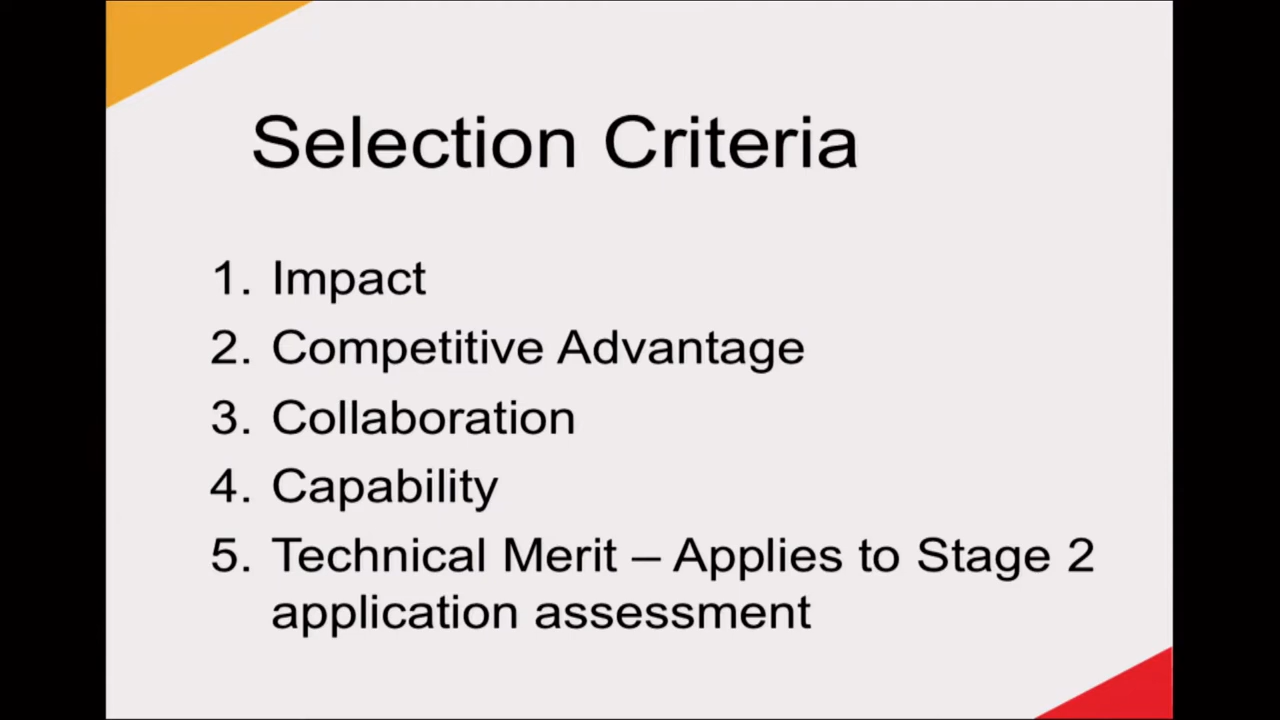 Selection Criteria
1. Impact
2. Competitive Advantage
3. Collaboration
4. Capability
5. Technical Merit – Applies to Stage 2
application assessment